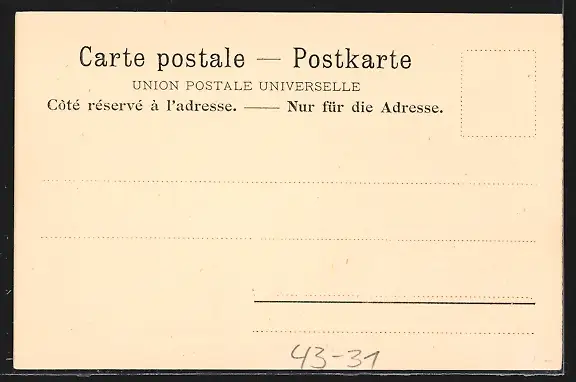 Carte postale — Postkarte
UNION POSTALE UNIVERSELLE
Côté réservé à l'adresse. — Nur für die Adresse.
43-31